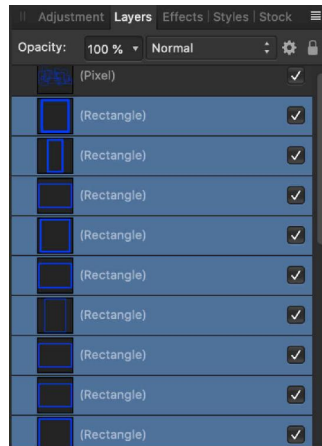 Adjustment Layers Effects Styles Stock
Opacity: 100 % Normal
(Pixel)
(Rectangle)
(Rectangle)
(Rectangle)
(Rectangle)
(Rectangle)
(Rectangle)
(Rectangle)
(Rectangle)
(Rectangle)